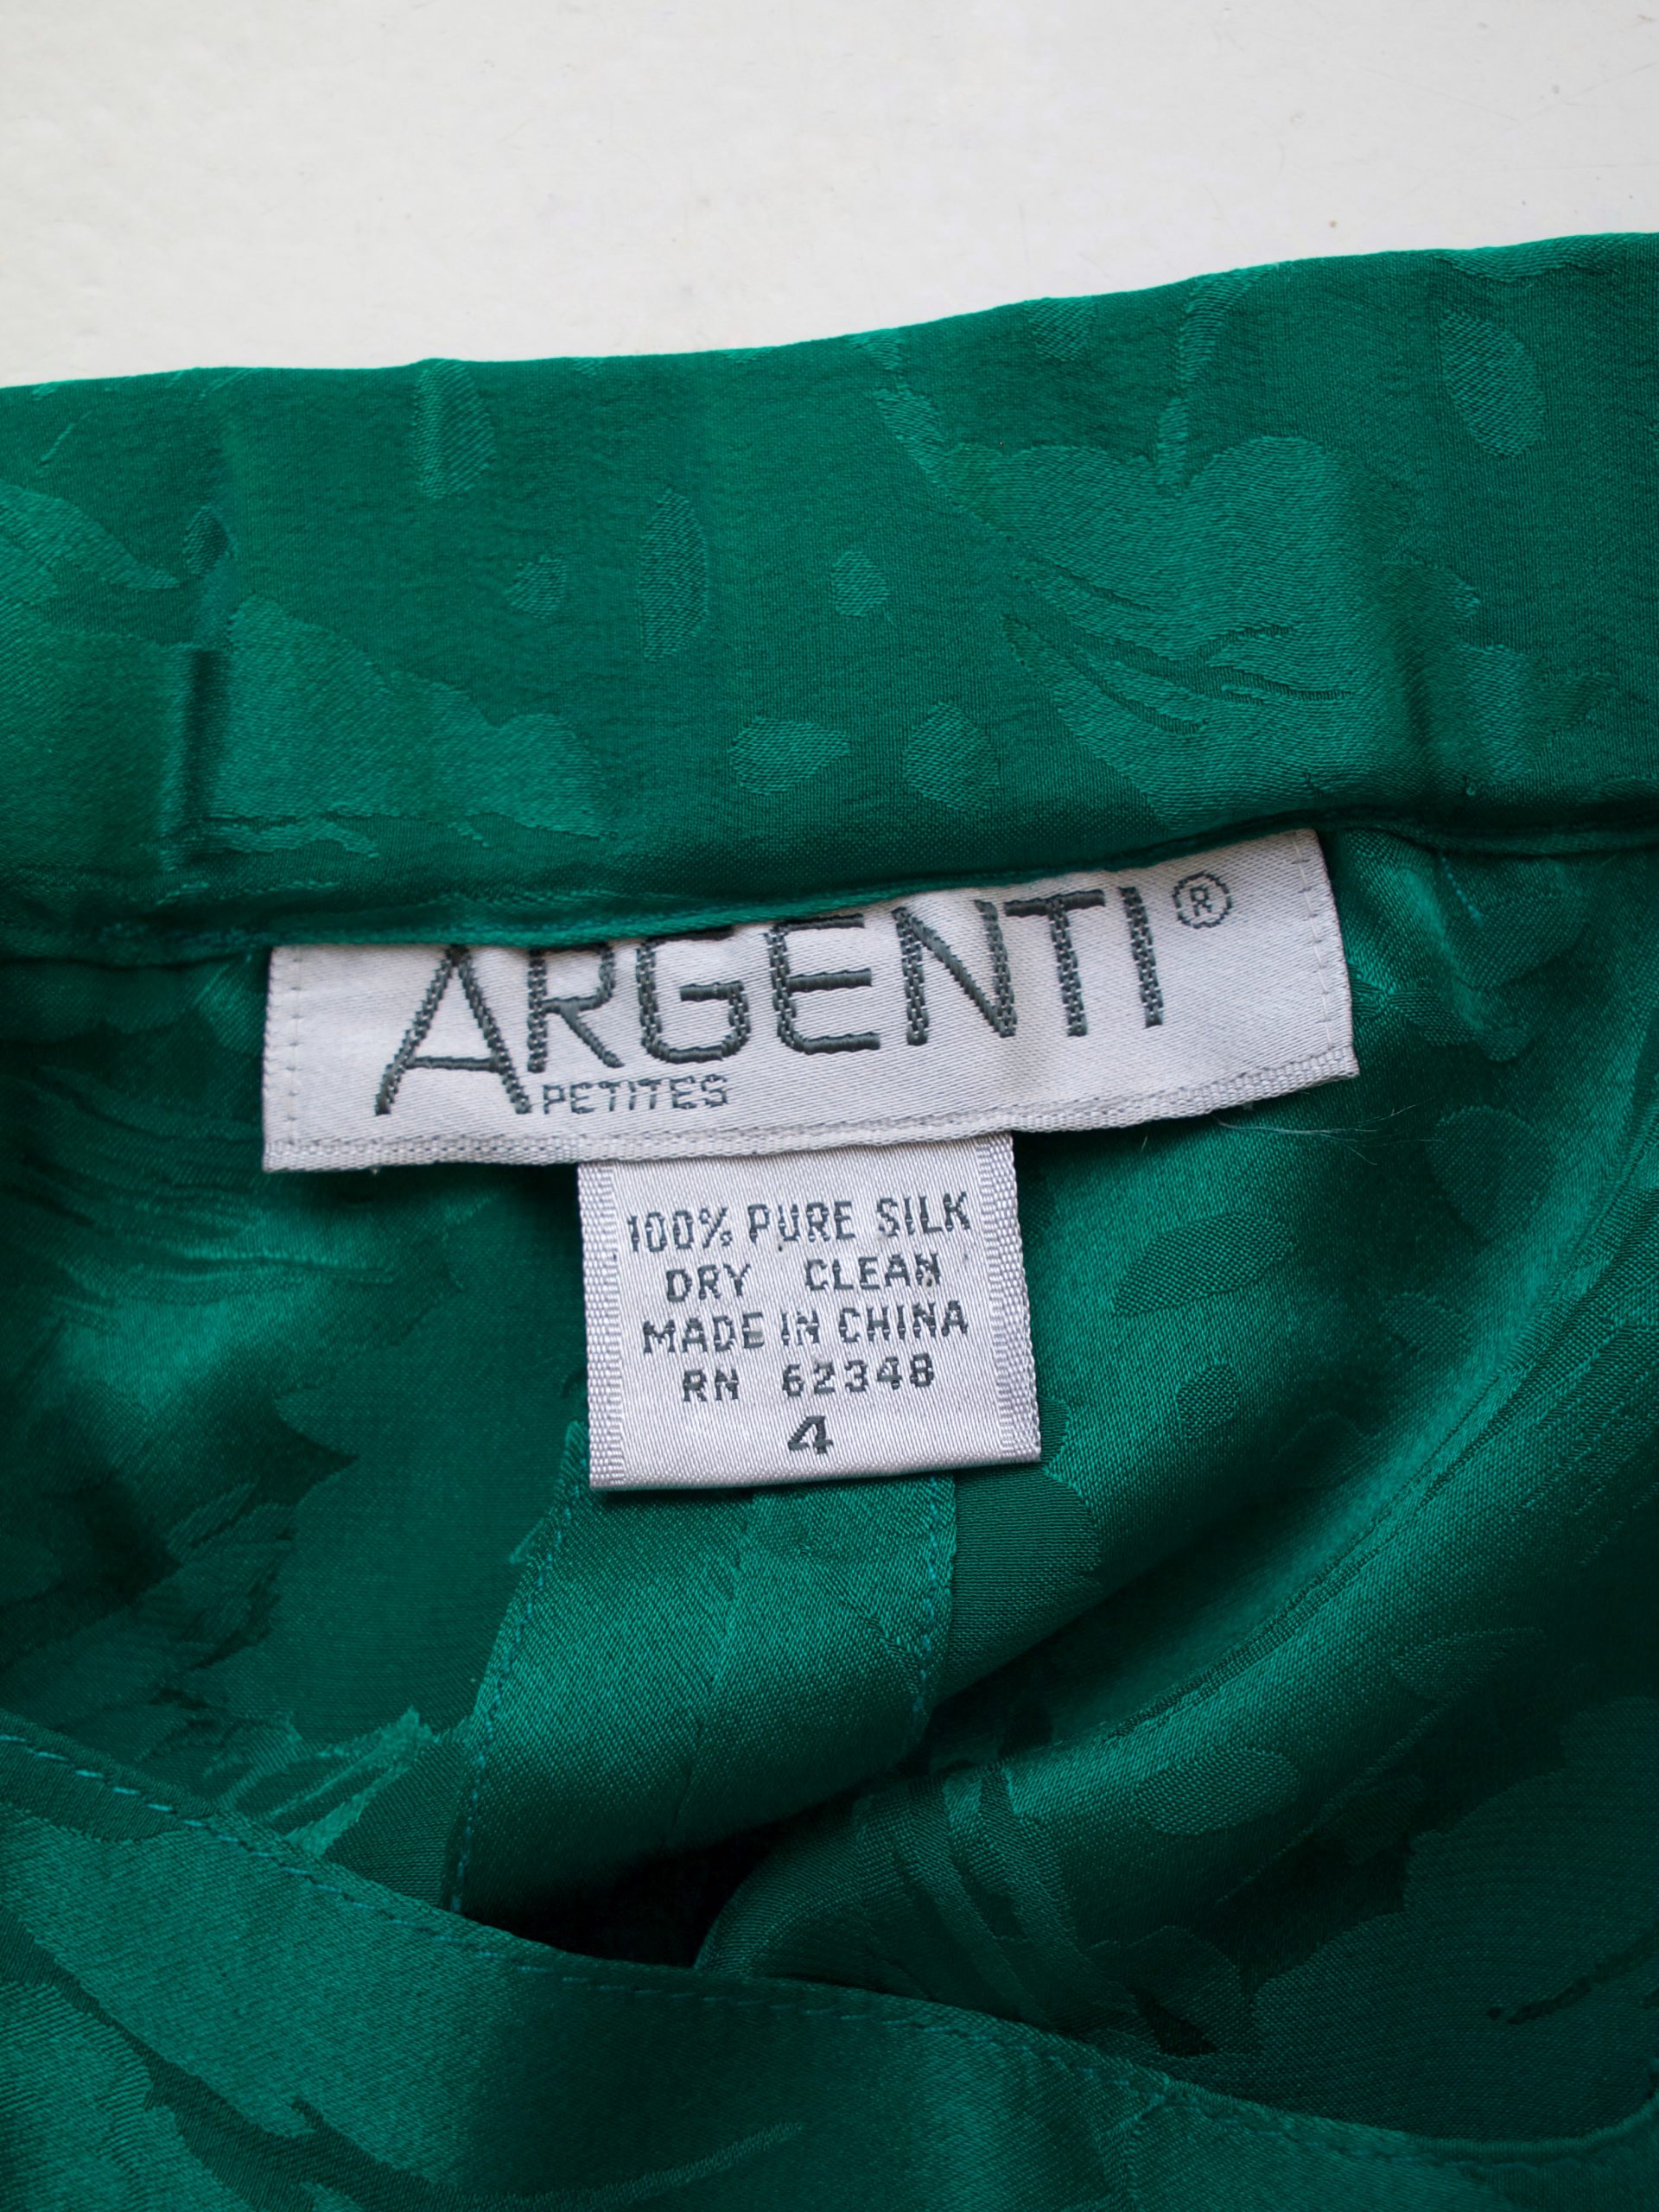 ARGENTI®
PETITES
100% PURE SILK
DRY CLEAN
MADE IN CHINA
RN 62348
4